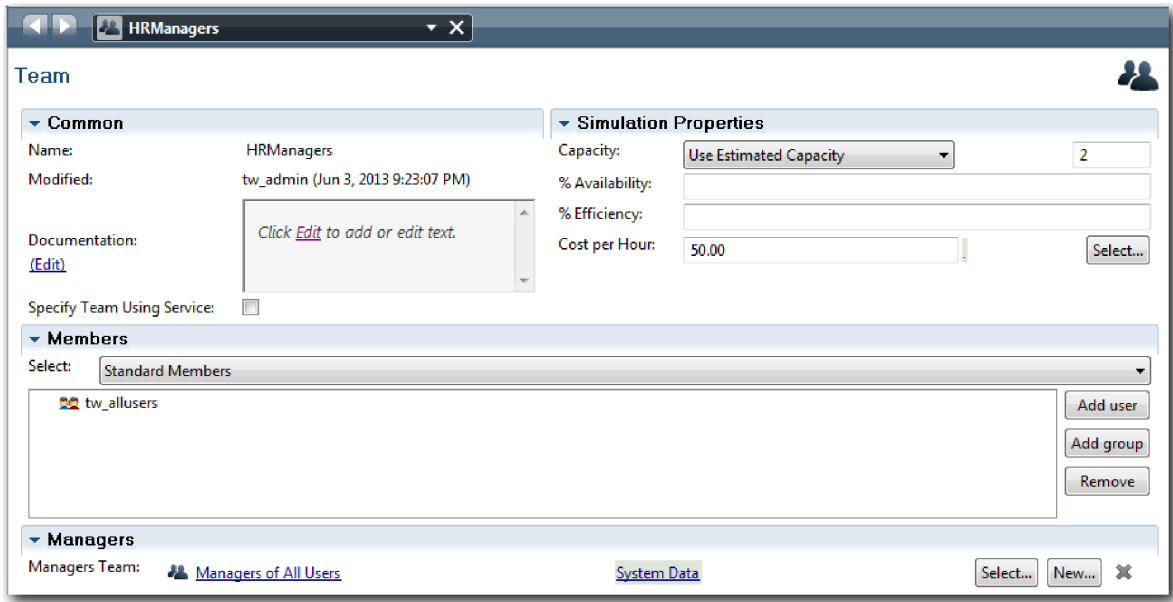 HRManagers
Team
Common
Name: HRManagers
Modified: tw_admin (Jun 3, 2013 9:23:07 PM)
Documentation:
(Edit)
Click Edit to add or edit text.
Specify Team Using Service:
Simulation Properties
Capacity: Use Estimated Capacity 2
% Availability:
% Efficiency:
Cost per Hour: 50.00 . Select...
Members
Select: Standard Members
tw_allusers
Add user
Add group
Remove
Managers
Managers Team: Managers of All Users System Data Select... New...